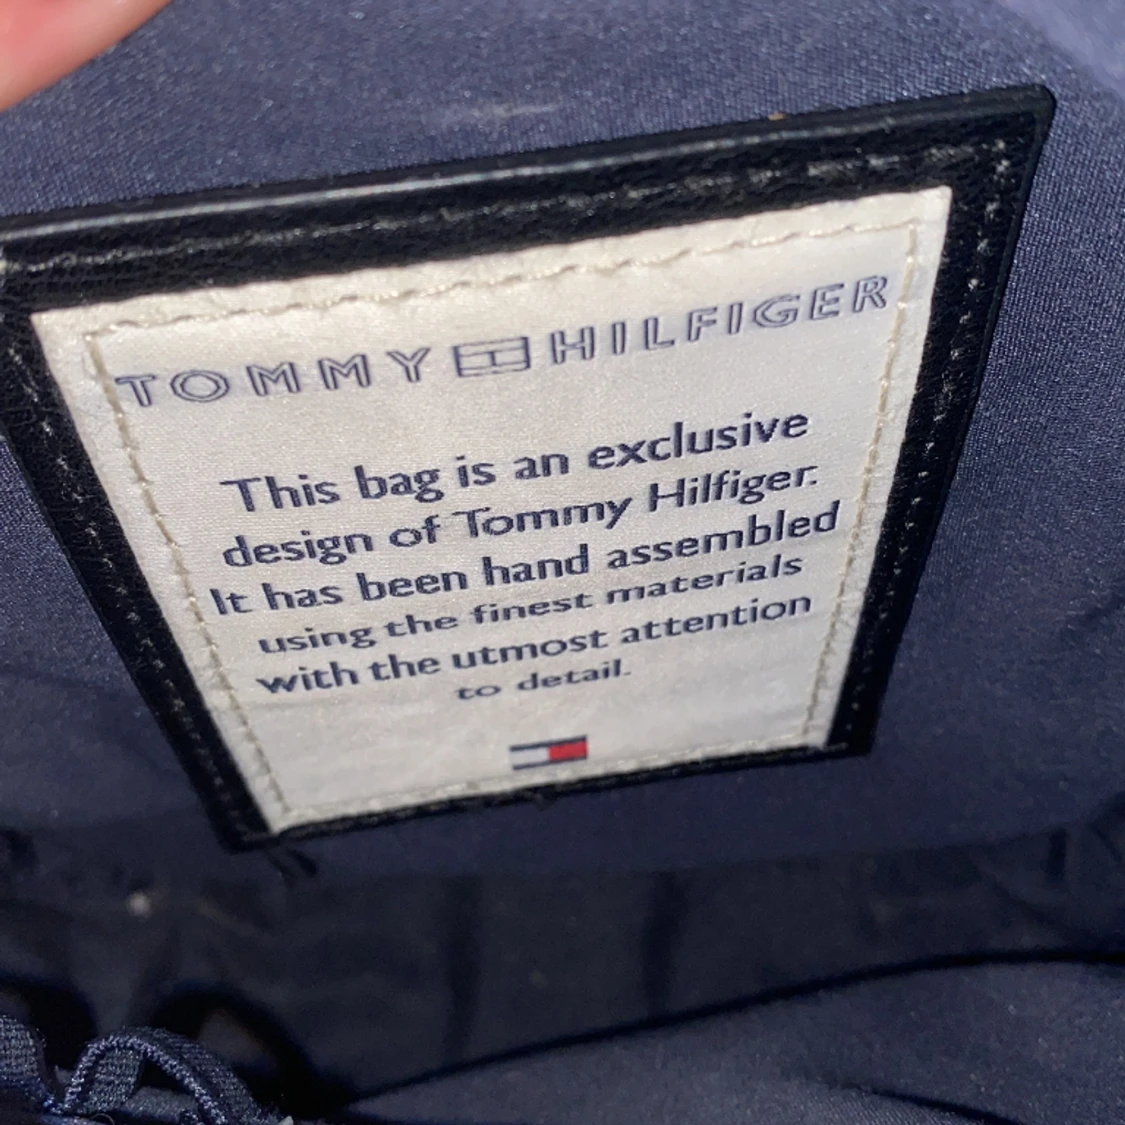 TOMMY HILFIGER
This bag is an exclusive
design of Tommy Hilfiger.
It has been hand assembled
using the finest materials
with the utmost attention
to detail.